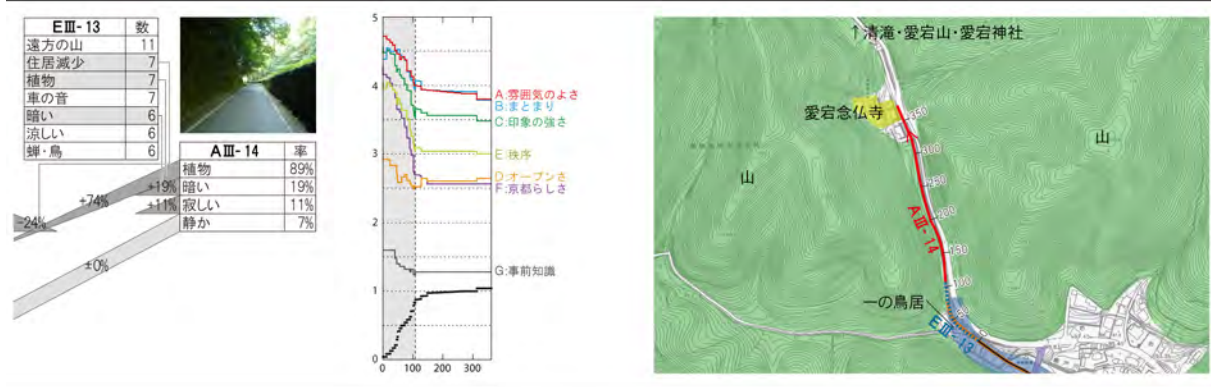 EⅢ-13 数
遠方の山 11
住居減少 7
植物 7
車の音 7
暗い 6
涼しい 6
蝉・鳥 6
AⅢ-14 率
植物 89%
暗い 19%
寂しい 11%
静か 7%
+19%
+74%
+11%
-24%
±0%
5
4
3
2
1
0
0 100 200 300
A:雰囲気のよさ
B:まとまり
C:印象の強さ
E:秩序
D:オープンさ
F:京都らしさ
G:事前知識
↑清滝・愛宕山・愛宕神社
愛宕念仏寺
350
300
山
山
250
200
AⅢ-14
150
100
一の鳥居
50
EⅢ-13